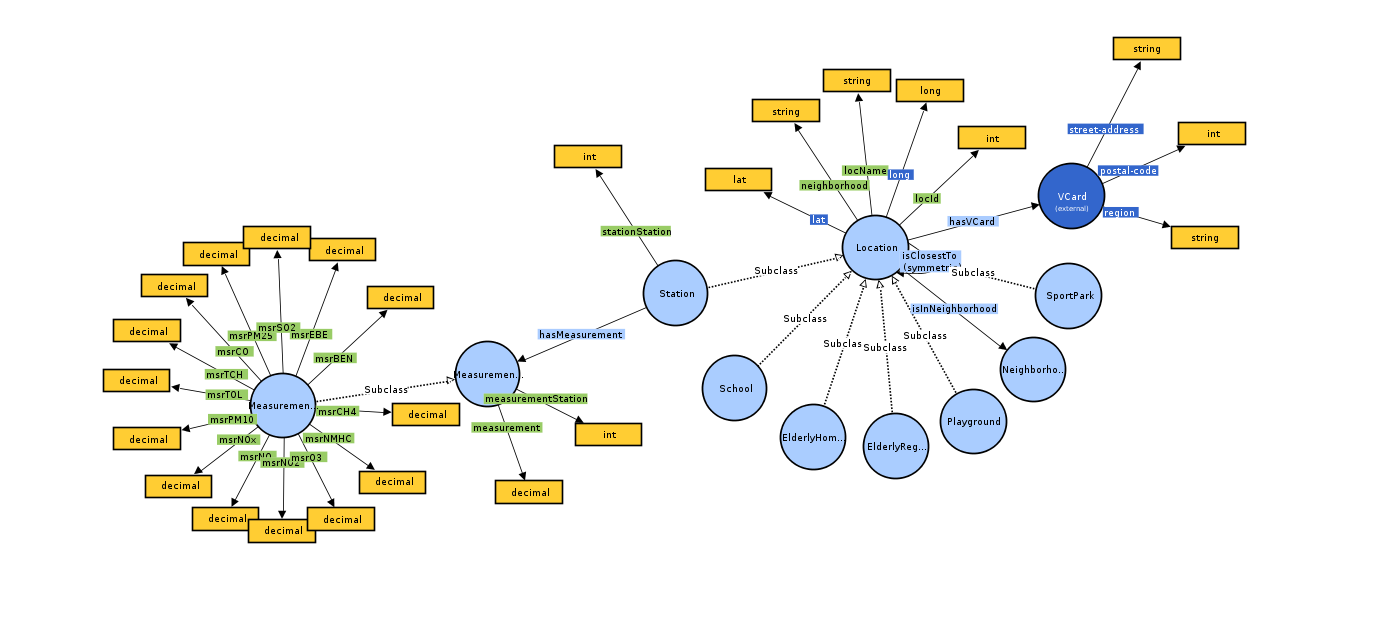 string
string
long
string
string
int
int
int
street-address
postal-code
locName
long
neighborhood
lat
VCard
(external)
locId
region
lat
hasVCard
string
stationStation
decimal
decimal
decimal
Location
isClosestTo
Subclass
Subclass
decimal
Station
SportPark
decimal
isInNeighborhood
Subclass
decimal
msrSO2
msrPM25
msrEBE
hasMeasurement
Subclass
Subclass
Subclass
msrCO
msrBEN
Neighborho...
msrTCH
Measuremen...
decimal
Subclass
School
msrTOL
measurementStation
Measuremen...
msrCH4
decimal
msrPM10
Playground
measurement
int
ElderlyHom...
decimal
msrNOx
msrNMHC
ElderlyReg...
msrNO
msrNO2
msrO3
decimal
decimal
decimal
decimal
decimal
decimal